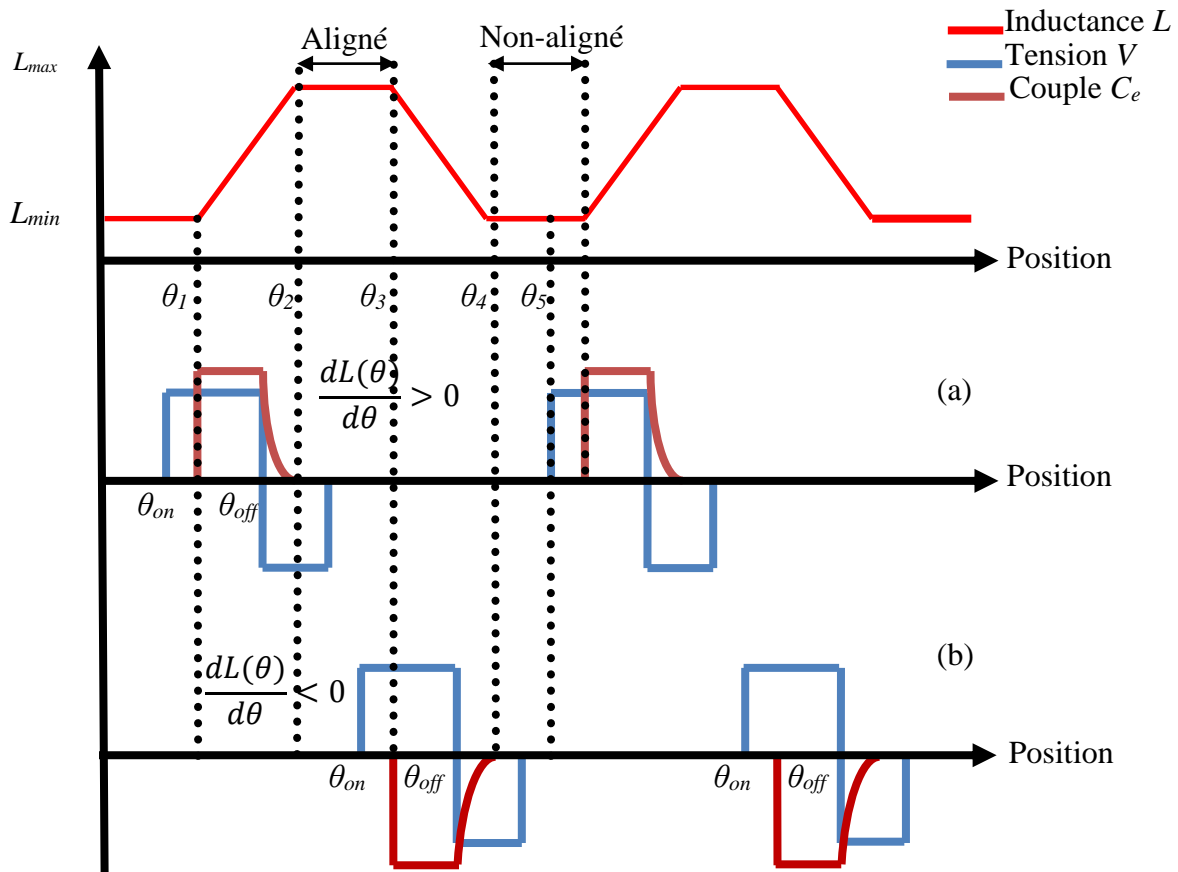 Inductance L
Tension V
Couple Ce
Aligné
Non-aligné
Lmax
Lmin
Position
θ1 θ2 θ3 θ4 θ5
dL(θ)/dθ > 0
(a)
Position
θon θoff
dL(θ)/dθ < 0
(b)
Position
θon θoff θon θoff